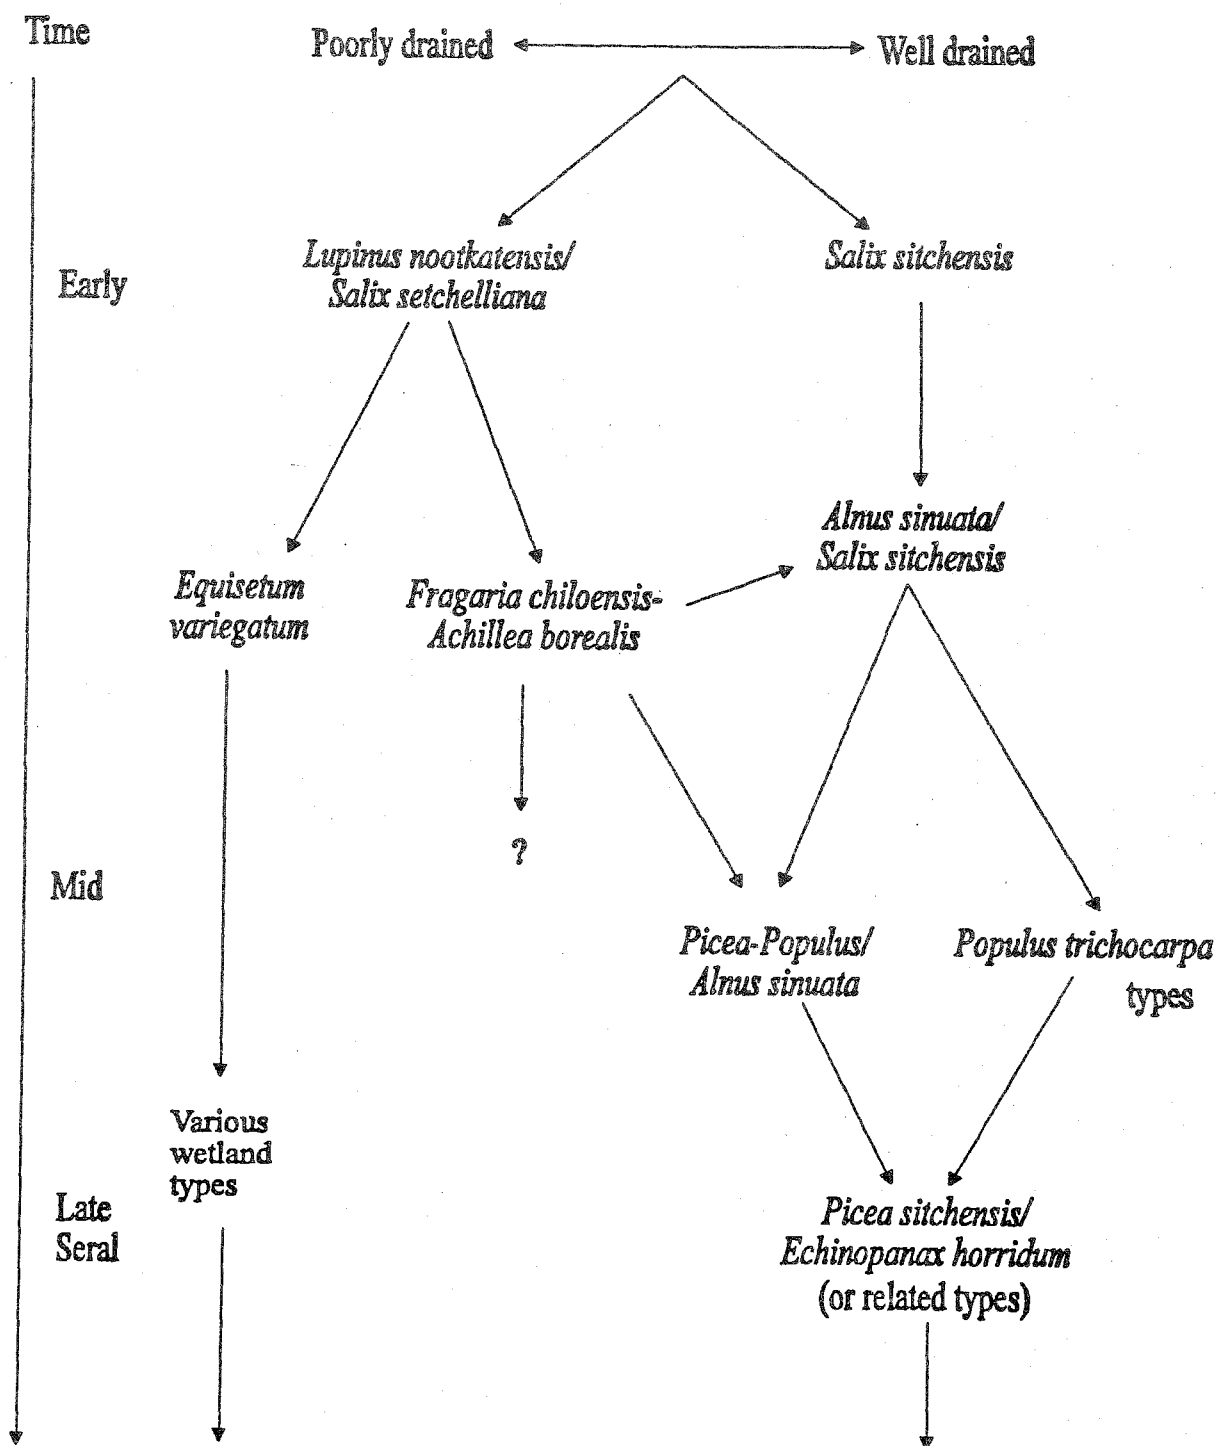 Time
Poorly drained
Well drained
Early
Lupinus nootkatensis/
Salix setchelliana
Salix sitchensis
Alnus sinuata/
Salix sitchensis
Equisetum
variegatum
Fragaria chiloensis-
Achillea borealis
?
Mid
Picea-Populus/
Alnus sinuata
Populus trichocarpa
types
Various
wetland
types
Late
Seral
Picea sitchensis/
Echinopanax horridum
(or related types)